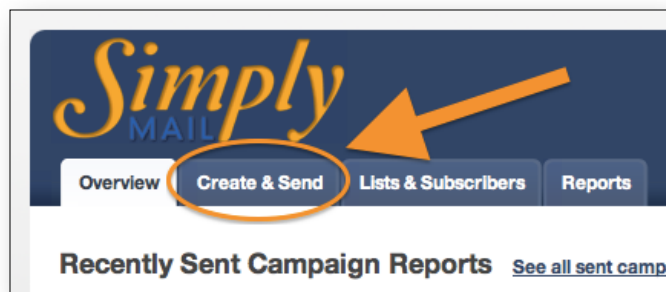 Simply
MAIL
Overview Create & Send Lists & Subscribers Reports
Recently Sent Campaign Reports See all sent camp